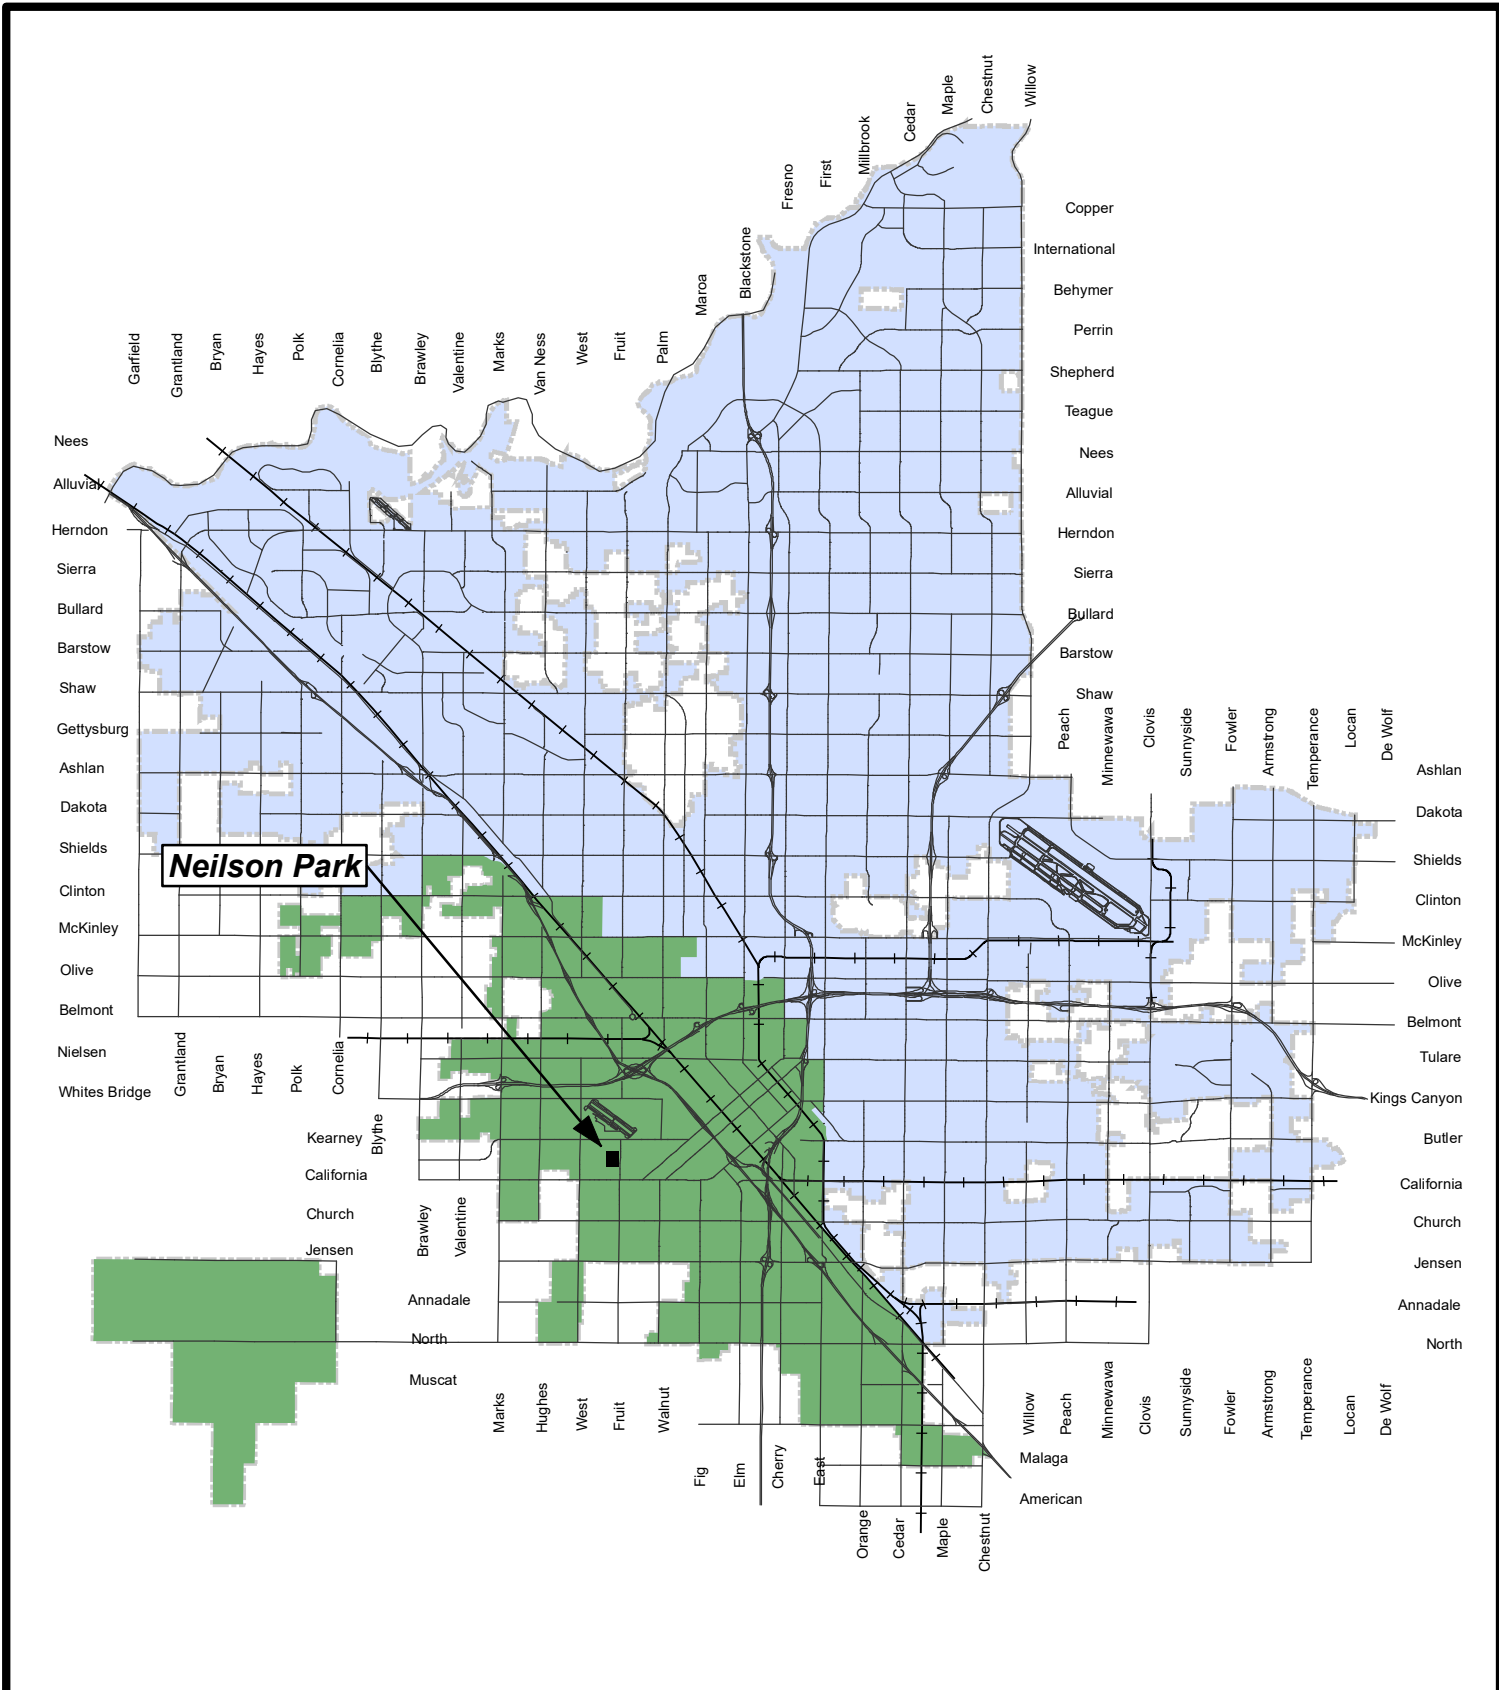 Willow
Chestnut
Maple
Cedar
Millbrook
First
Fresno
Blackstone
Maroa
Palm
Fruit
West
Van Ness
Marks
Valentine
Brawley
Blythe
Cornelia
Polk
Hayes
Bryan
Grantland
Garfield
Copper
International
Behymer
Perrin
Shepherd
Teague
Nees
Alluvial
Herndon
Sierra
Bullard
Barstow
Shaw
Nees
Alluvial
Herndon
Sierra
Bullard
Barstow
Shaw
Gettysburg
Ashlan
Dakota
Shields
Neilson Park
Clinton
McKinley
Olive
Belmont
Nielsen
Whites Bridge
Peach
Minnewawa
Clovis
Sunnyside
Fowler
Armstrong
Temperance
Locan
De Wolf
Ashlan
Dakota
Shields
Clinton
McKinley
Olive
Belmont
Tulare
Kings Canyon
Butler
California
Church
Jensen
Annadale
North
Grantland
Bryan
Hayes
Polk
Cornelia
Blythe
Kearney
California
Church
Jensen
Brawley
Valentine
Annadale
North
Muscat
Marks
Hughes
West
Fruit
Walnut
Fig
Elm
Cherry
East
Orange
Cedar
Maple
Chestnut
Willow
Peach
Minnewawa
Clovis
Sunnyside
Fowler
Armstrong
Temperance
Locan
De Wolf
Malaga
American